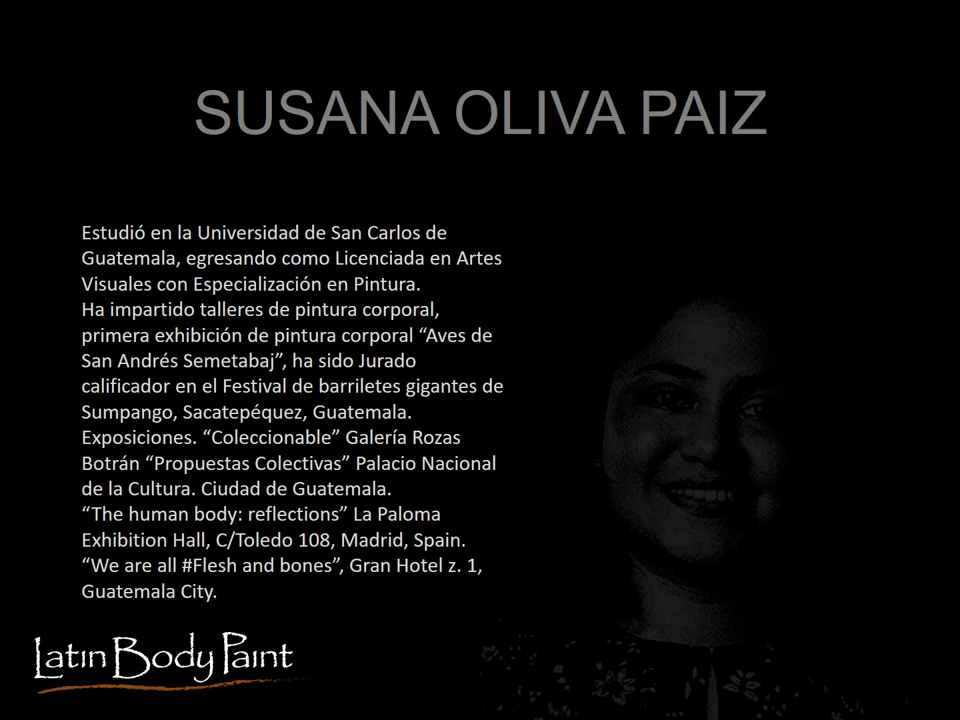 SUSANA OLIVA PAIZ
Estudió en la Universidad de San Carlos de
Guatemala, egresando como Licenciada en Artes
Visuales con Especialización en Pintura.
Ha impartido talleres de pintura corporal,
primera exhibición de pintura corporal “Aves de
San Andrés Semetabaj”, ha sido Jurado
calificador en el Festival de barriletes gigantes de
Sumpango, Sacatepéquez, Guatemala.
Exposiciones. “Coleccionable” Galería Rozas
Botrán “Propuestas Colectivas” Palacio Nacional
de la Cultura. Ciudad de Guatemala.
“The human body: reflections” La Paloma
Exhibition Hall, C/Toledo 108, Madrid, Spain.
“We are all #Flesh and bones”, Gran Hotel z. 1,
Guatemala City.
Latin Body Paint